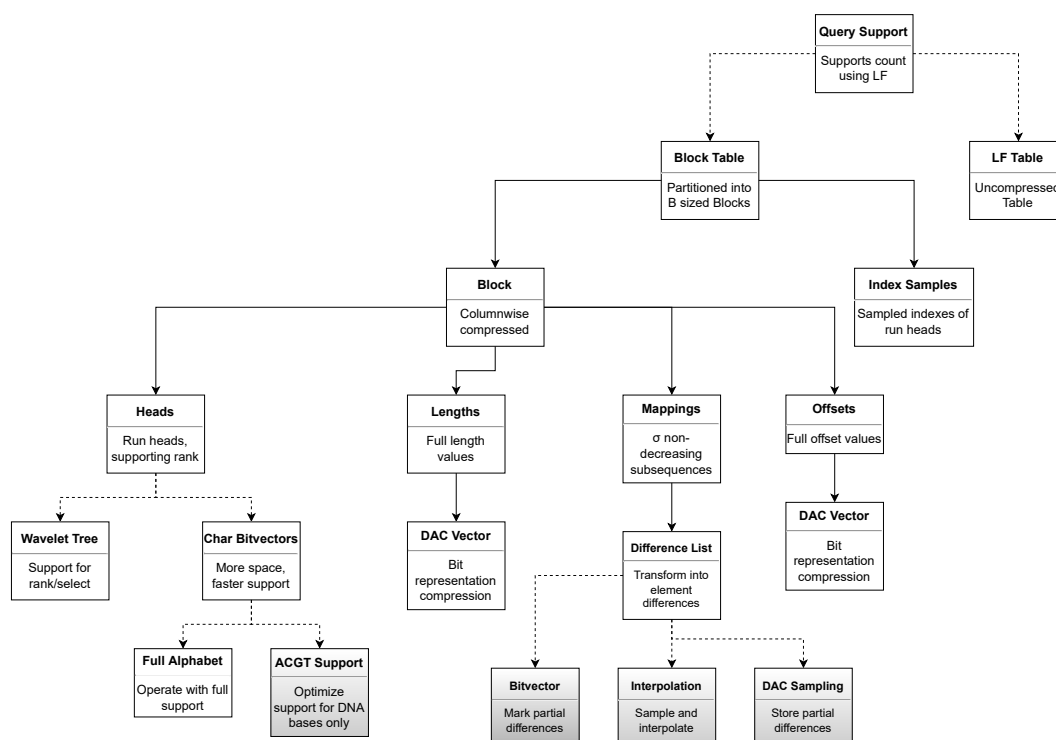 Query Support
Supports count
using LF
Block Table
Partitioned into
B sized Blocks
LF Table
Uncompressed
Table
Block
Columnwise
compressed
Index Samples
Sampled indexes of
run heads
Heads
Run heads,
supporting rank
Lengths
Full length
values
Mappings
σ non-
decreasing
subsequences
Offsets
Full offset values
Wavelet Tree
Support for
rank/select
Char Bitvectors
More space,
faster support
DAC Vector
Bit
representation
compression
Difference List
Transform into
element
differences
DAC Vector
Bit
representation
compression
Full Alphabet
Operate with full
support
ACGT Support
Optimize
support for DNA
bases only
Bitvector
Mark partial
differences
Interpolation
Sample and
interpolate
DAC Sampling
Store partial
differences